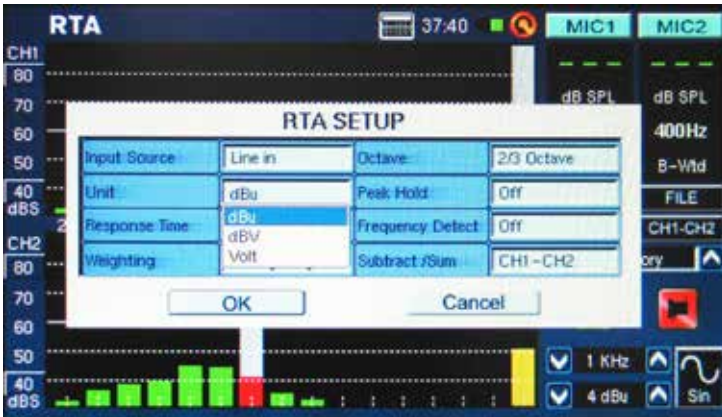 RTA 37:40 MIC1 MIC2
CH1
80
70 dB SPL dB SPL
RTA SETUP
60 400Hz
Input Source Line in Octave 2/3 Octave
50 B-Wtd
Unit dBu Peak Hold Off
40 FILE
dBS
dBu
Response Time Frequency Detect Off CH1-CH2
dBV
CH2
Volt
80 Weighting Subtract /Sum CH1-CH2 ory
70 OK Cancel
60
50 1 KHz
40 4 dBu Sin
dBS